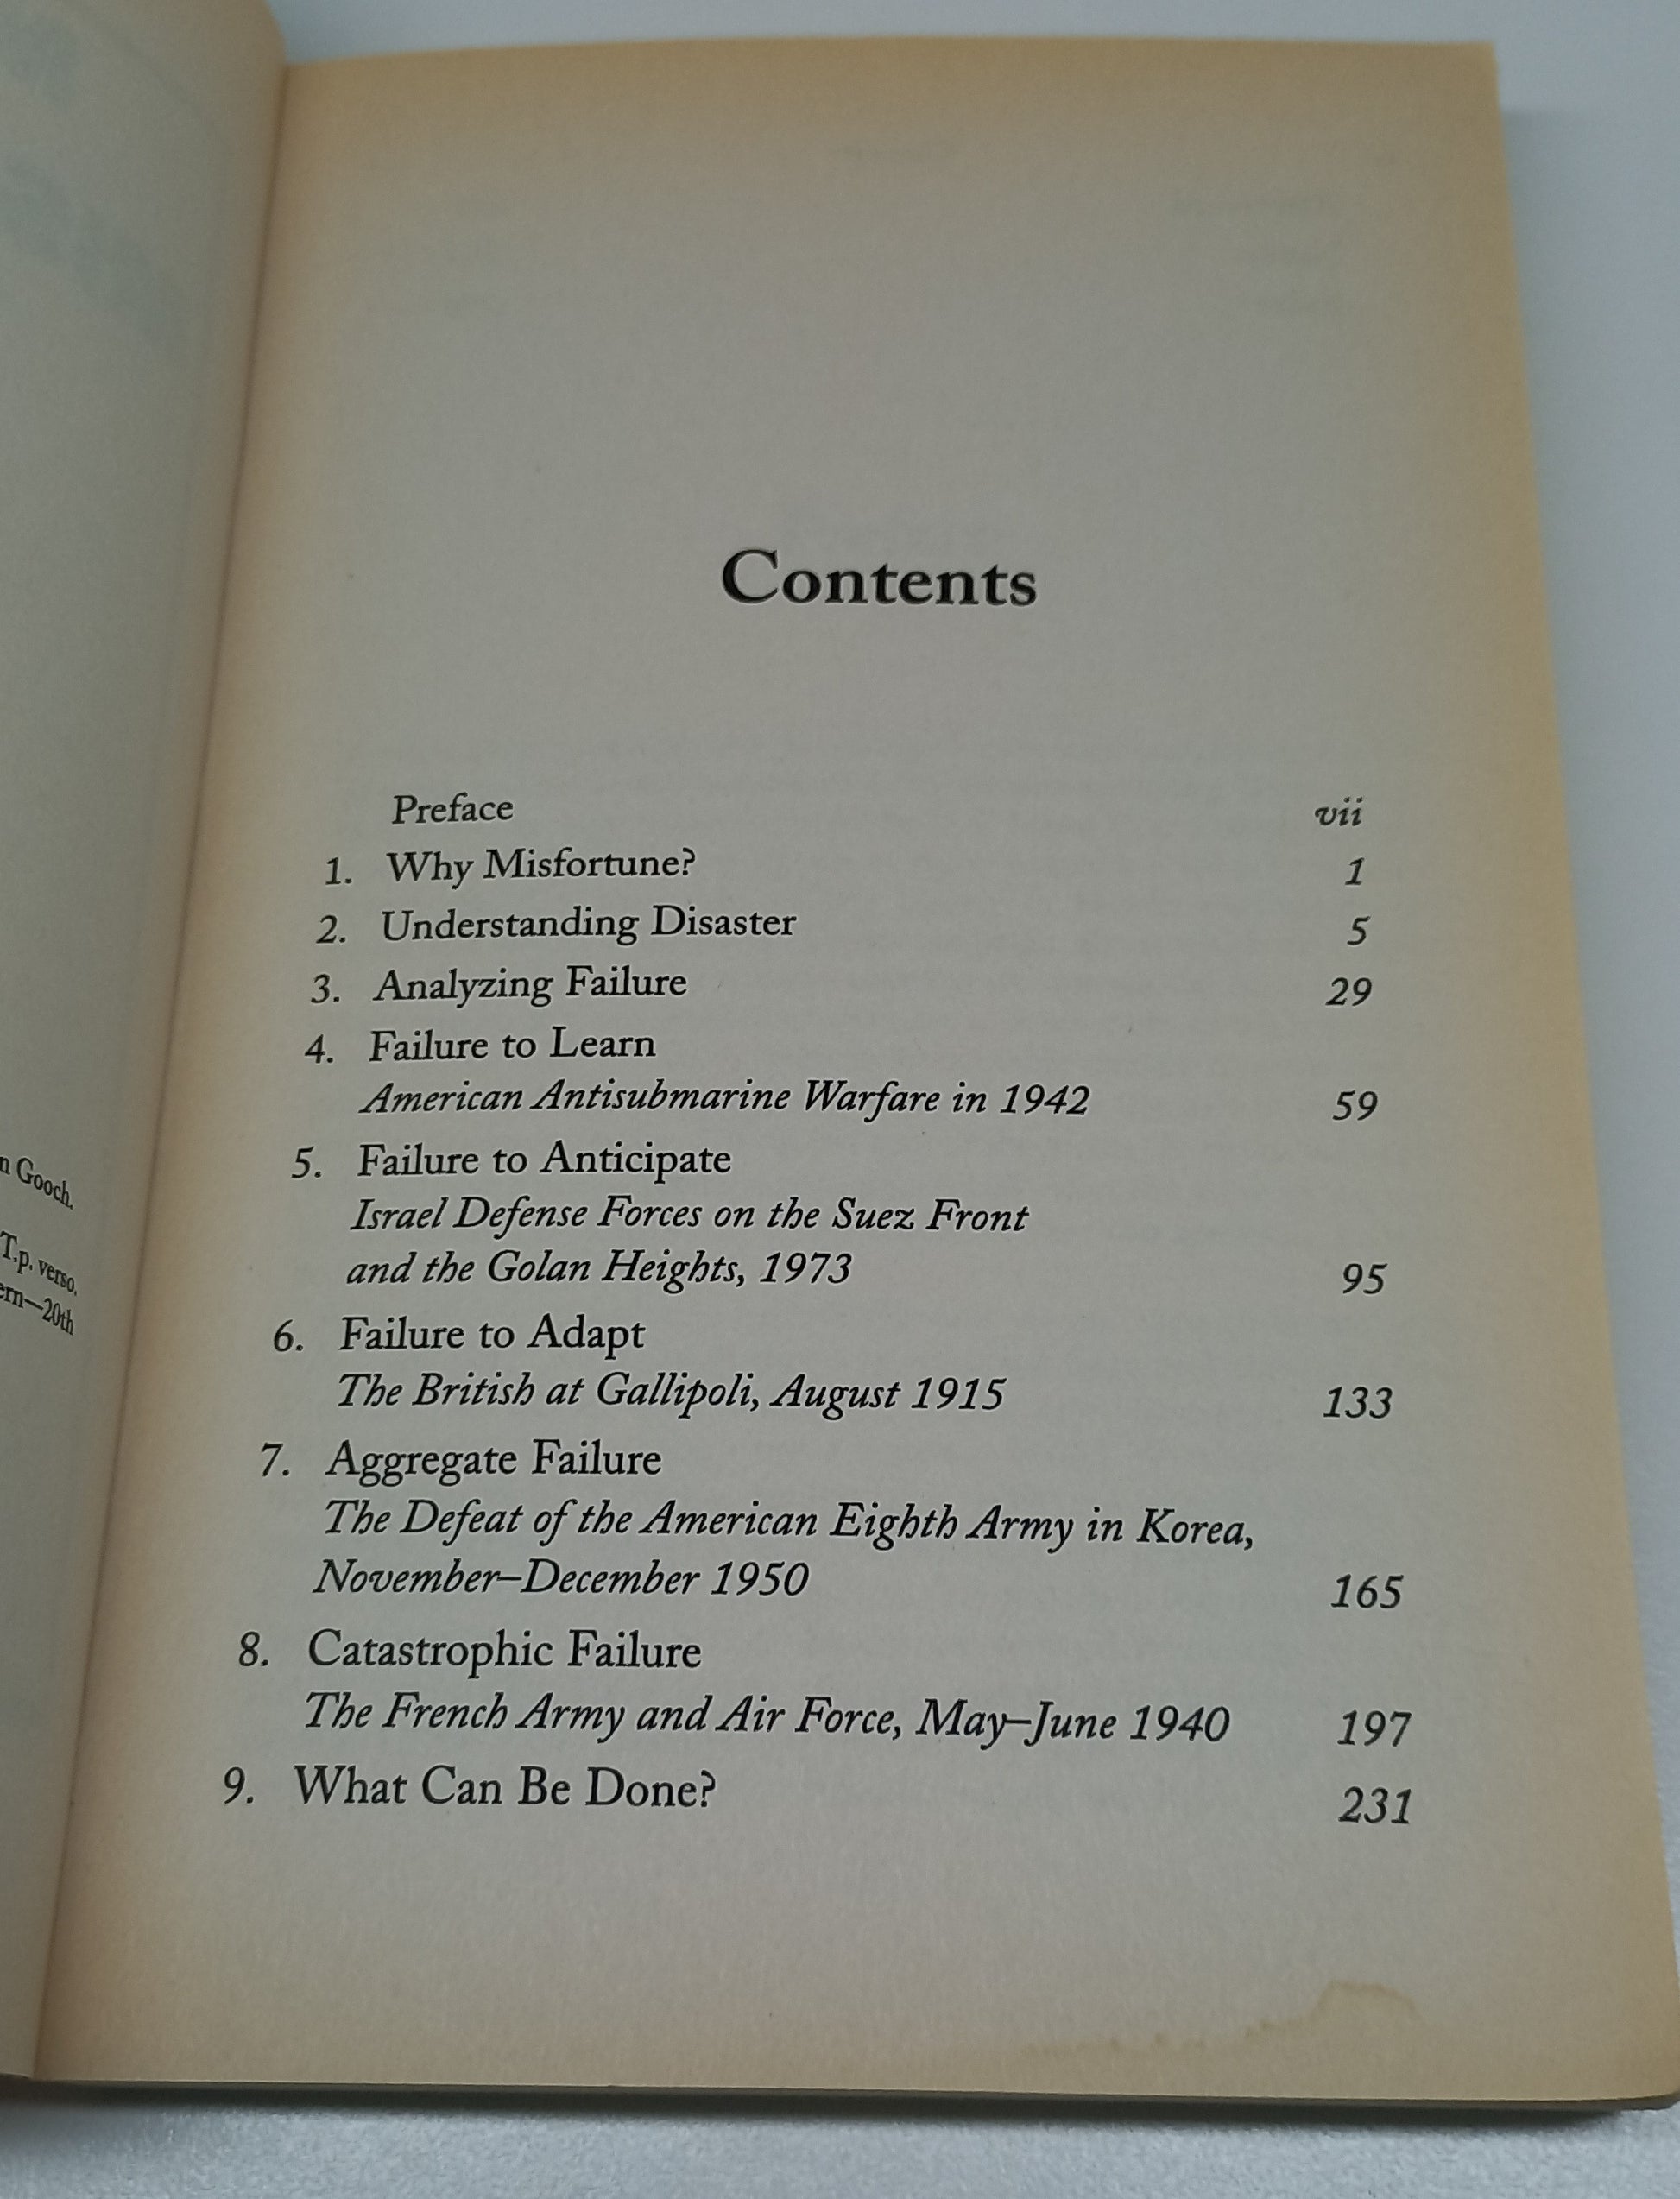 n Gooch.
T.p. verso.
ern—20th
Contents
Preface vii
1. Why Misfortune? 1
2. Understanding Disaster 5
3. Analyzing Failure 29
4. Failure to Learn
American Antisubmarine Warfare in 1942 59
5. Failure to Anticipate
Israel Defense Forces on the Suez Front
and the Golan Heights, 1973 95
6. Failure to Adapt
The British at Gallipoli, August 1915 133
7. Aggregate Failure
The Defeat of the American Eighth Army in Korea,
November–December 1950 165
8. Catastrophic Failure
The French Army and Air Force, May–June 1940 197
9. What Can Be Done? 231